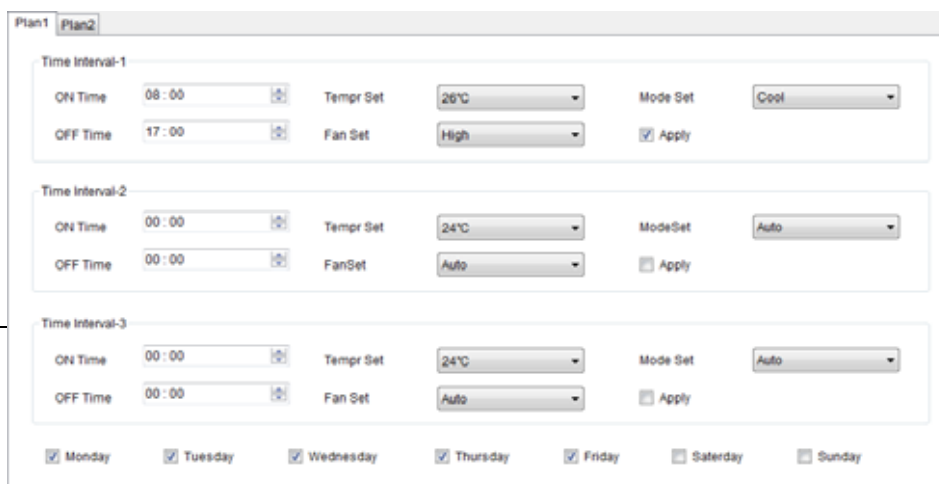 Plan1 Plan2
Time Interval-1
ON Time 08:00 Tempr Set 26°C Mode Set Cool
OFF Time 17:00 Fan Set High Apply
Time Interval-2
ON Time 00:00 Tempr Set 24°C ModeSet Auto
OFF Time 00:00 FanSet Auto Apply
Time Interval-3
ON Time 00:00 Tempr Set 24°C Mode Set Auto
OFF Time 00:00 Fan Set Auto Apply
Monday Tuesday Wednesday Thursday Friday Saterday Sunday